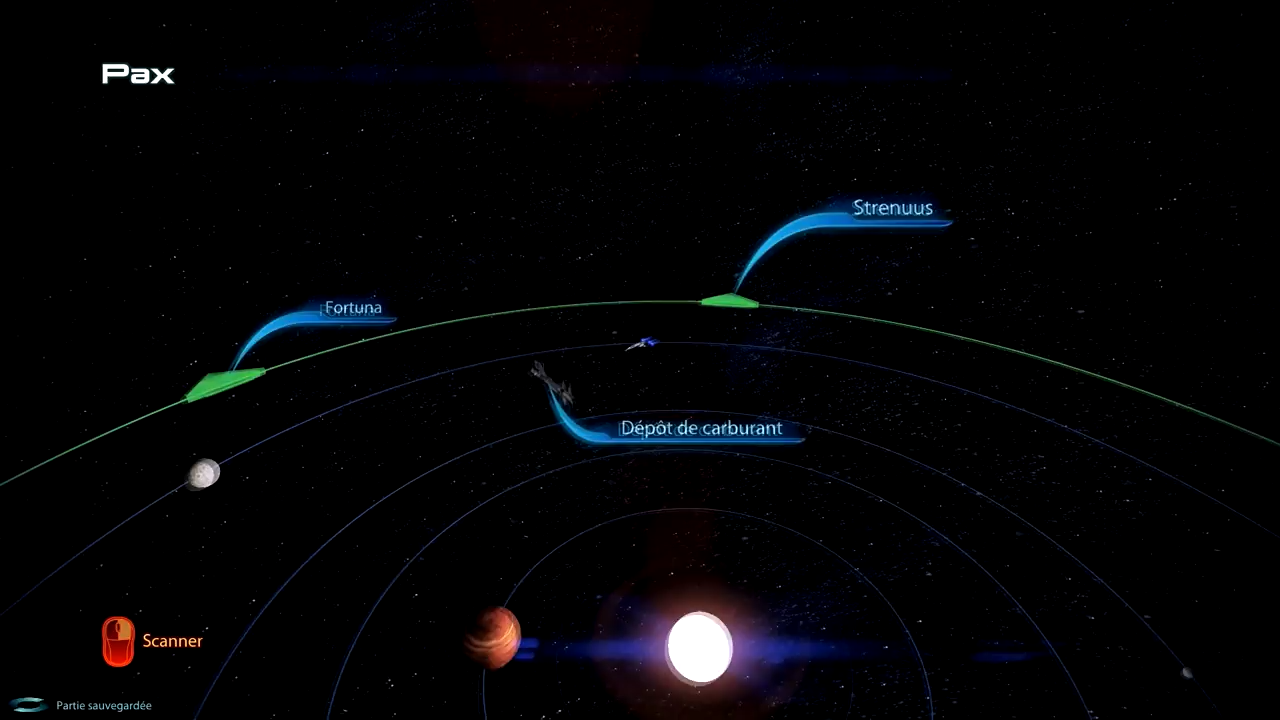 Pax
Strenuus
Fortuna
Dépôt de carburant
Scanner
Partie sauvegardée